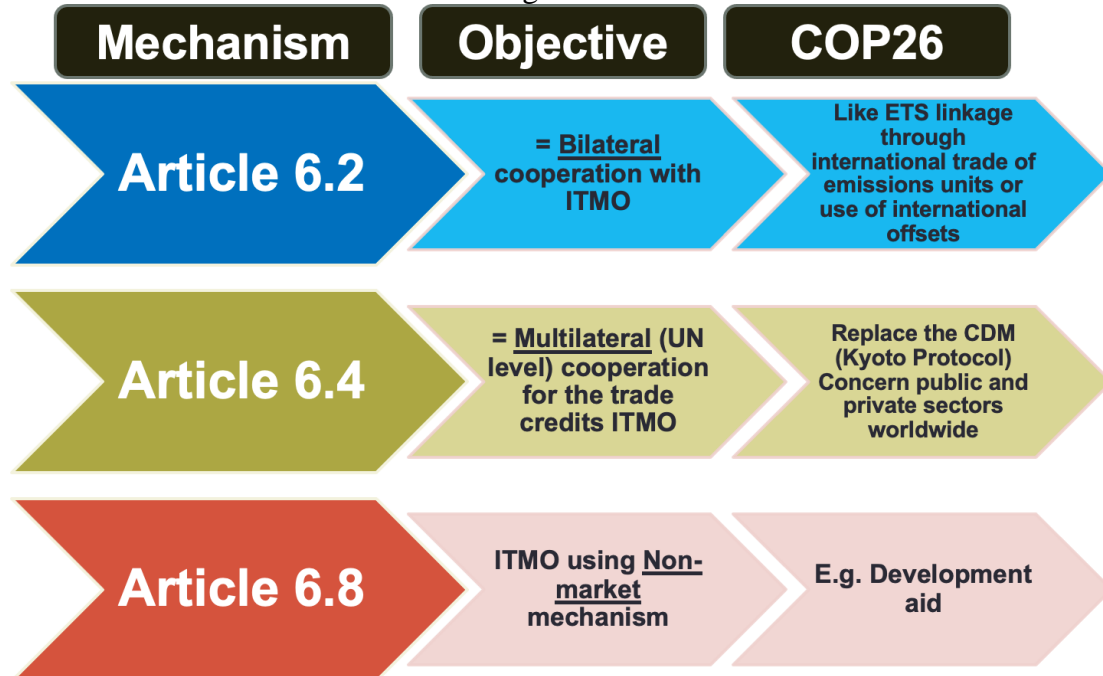 Mechanism
Objective
COP26
Article 6.2
= Bilateral
cooperation with
ITMO
Like ETS linkage
through
international trade of
emissions units or
use of international
offsets
Article 6.4
= Multilateral (UN
level) cooperation
for the trade
credits ITMO
Replace the CDM
(Kyoto Protocol)
Concern public and
private sectors
worldwide
Article 6.8
ITMO using Non-
market
mechanism
E.g. Development
aid